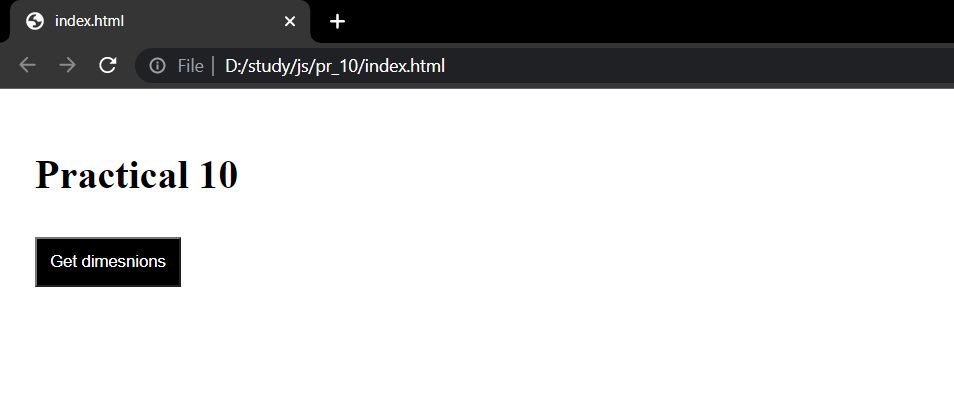 index.html
File | D:/study/js/pr_10/index.html
Practical 10
Get dimesnions